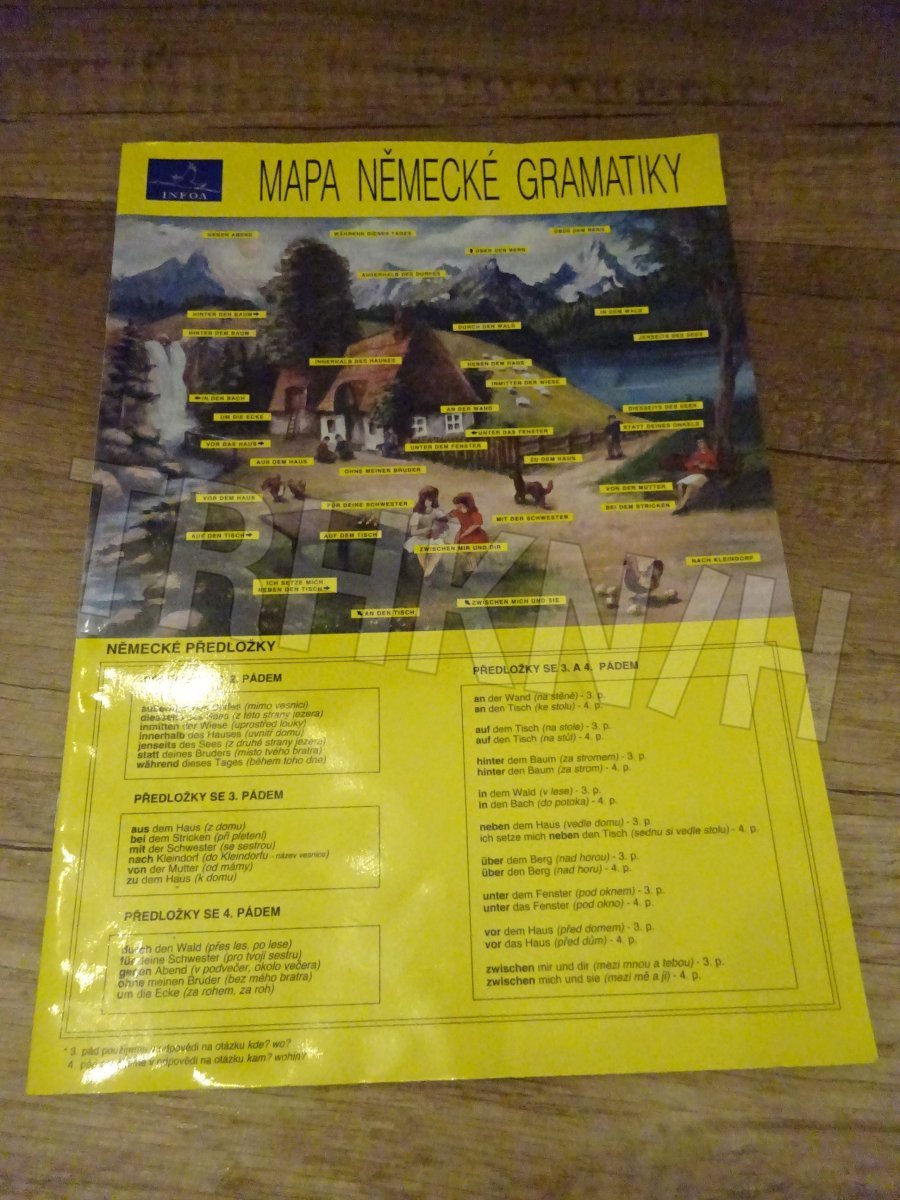 INFOA
MAPA NĚMECKÉ GRAMATIKY
GEGEN ABEND
WÄHREND DIESES TAGES
ÜBER DEM BERG
ÜBER DEN BERG
AUßERHALB DES DORFES
HINTER DEN BAUM
IN DEM WALD
HINTER DEM BAUM
DURCH DEN WALD
JENSEITS DES SEES
INNERHALB DES HAUSES
NEBEN DEM HAUS
INMITTEN DER WIESE
IN DEN BACH
AN DER WAND
DIESSEITS DES SEES
UM DIE ECKE
STATT DEINES ONKELS
UNTER DAS FENSTER
VOR DAS HAUS
UNTER DEM FENSTER
AUS DEM HAUS
ZU DEM HAUS
OHNE MEINEN BRUDER
VON DER MUTTER
VOR DEM HAUS
FÜR DEINE SCHWESTER
BEI DEM STRICKEN
MIT DER SCHWESTER
AUF DEN TISCH
AUF DEM TISCH
ZWISCHEN MIR UND DIR
NACH KLEINDORF
ICH SETZE MICH
NEBEN DEN TISCH
AN DEN TISCH
ZWISCHEN MICH UND SIE
TRHKNIH
NĚMECKÉ PŘEDLOŽKY
2. PÁDEM
(mimo vesnici)
des Sees (z této strany jezera)
inmitten der Wiese (uprostřed louky)
innerhalb des Hauses (uvnitř domu)
jenseits des Sees (z druhé strany jezera)
statt deines Bruders (místo tvého bratra)
während dieses Tages (během toho dne)
PŘEDLOŽKY SE 3. PÁDEM
aus dem Haus (z domu)
bei dem Stricken (při pletení)
mit der Schwester (se sestrou)
nach Kleindorf (do Kleindorfu - název vesnice)
von der Mutter (od mámy)
zu dem Haus (k domu)
PŘEDLOŽKY SE 4. PÁDEM
durch den Wald (přes les, po lese)
für deine Schwester (pro tvoji sestru)
gegen Abend (v podvečer, okolo večera)
ohne meinen Bruder (bez mého bratra)
um die Ecke (za rohem, za roh)
PŘEDLOŽKY SE 3. A 4. PÁDEM
an der Wand (na stěně) - 3. p.
an den Tisch (ke stolu) - 4. p.
auf dem Tisch (na stole) - 3. p.
auf den Tisch (na stůl) - 4. p.
hinter dem Baum (za stromem) - 3. p.
hinter den Baum (za strom) - 4. p.
in dem Wald (v lese) - 3. p.
in den Bach (do potoka) - 4. p.
neben dem Haus (vedle domu) - 3. p.
ich setze mich neben den Tisch (sednu si vedle stolu) - 4. p.
über dem Berg (nad horou) - 3. p.
über den Berg (nad horu) - 4. p.
unter dem Fenster (pod oknem) - 3. p.
unter das Fenster (pod okno) - 4. p.
vor dem Haus (před domem) - 3. p.
vor das Haus (před dům) - 4. p.
zwischen mir und dir (mezi mnou a tebou) - 3. p.
zwischen mich und sie (mezi mě a ji) - 4. p.
* 3. pád použijeme v odpovědi na otázku kde? wo?
4. v odpovědi na otázku kam? wohin?